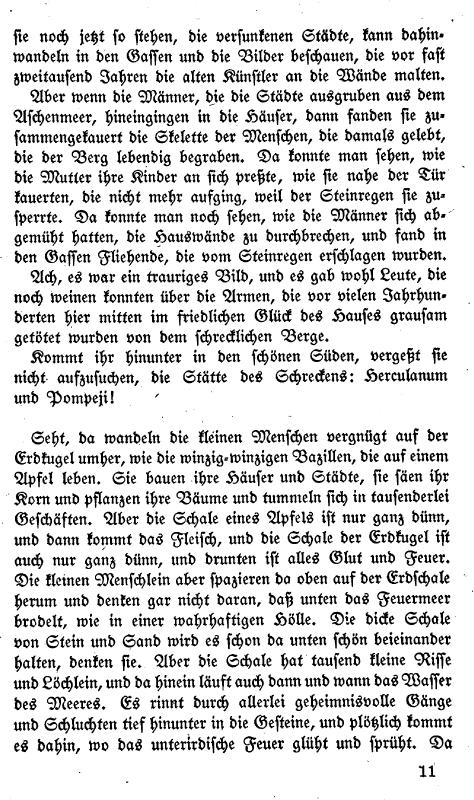 sie noch jetzt so stehen, die versunkenen Städte, kann dahin-
wandeln in den Gassen und die Bilder beschauen, die vor fast
zweitausend Jahren die alten Künstler an die Wände malten.
Aber wenn die Männer, die die Städte ausgruben aus dem
Aschenmeer, hineingingen in die Häuser, dann fanden sie zu-
sammengekauert die Skelette der Menschen, die damals gelebt,
die der Berg lebendig begraben. Da konnte man sehen, wie
die Mutter ihre Kinder an sich preßte, wie sie nahe der Tür
kauerten, die nicht mehr aufging, weil der Steinregen sie zu-
sperrte. Da konnte man noch sehen, wie die Männer sich ab-
gemüht hatten, die Hauswände zu durchbrechen, und fand in
den Gassen Fliehende, die vom Steinregen erschlagen wurden.
Ach, es war ein trauriges Bild, und es gab wohl Leute, die
noch weinen konnten über die Armen, die vor vielen Jahrhun-
derten hier mitten im friedlichen Glück des Hauses grausam
getötet wurden von dem schrecklichen Berge.
Kommt ihr hinunter in den schönen Süden, vergeßt sie
nicht aufzusuchen, die Stätte des Schreckens: Herculanum
und Pompeji!
Seht, da wandeln die kleinen Menschen vergnügt auf der
Erdkugel umher, wie die winzig-winzigen Bazillen, die auf einem
Apfel leben. Sie bauen ihre Häuser und Städte, sie säen ihr
Korn und pflanzen ihre Bäume und tummeln sich in tausenderlei
Geschäften. Aber die Schale eines Apfels ist nur ganz dünn,
und dann kommt das Fleisch, und die Schale der Erdkugel ist
auch nur ganz dünn, und drunten ist alles Glut und Feuer.
Die kleinen Menschlein aber spazieren da oben auf der Erdschale
herum und denken gar nicht daran, daß unten das Feuermeer
brodelt, wie in einer wahrhaftigen Hölle. Die dicke Schale
von Stein und Sand wird es schon da unten schön beieinander
halten, denken sie. Aber die Schale hat tausend kleine Risse
und Löchlein, und da hinein läuft auch dann und wann das Wasser
des Meeres. Es rinnt durch allerlei geheimnisvolle Gänge
und Schluchten tief hinunter in die Gesteine, und plötzlich kommt
es dahin, wo das unterirdische Feuer glüht und sprüht. Da
11